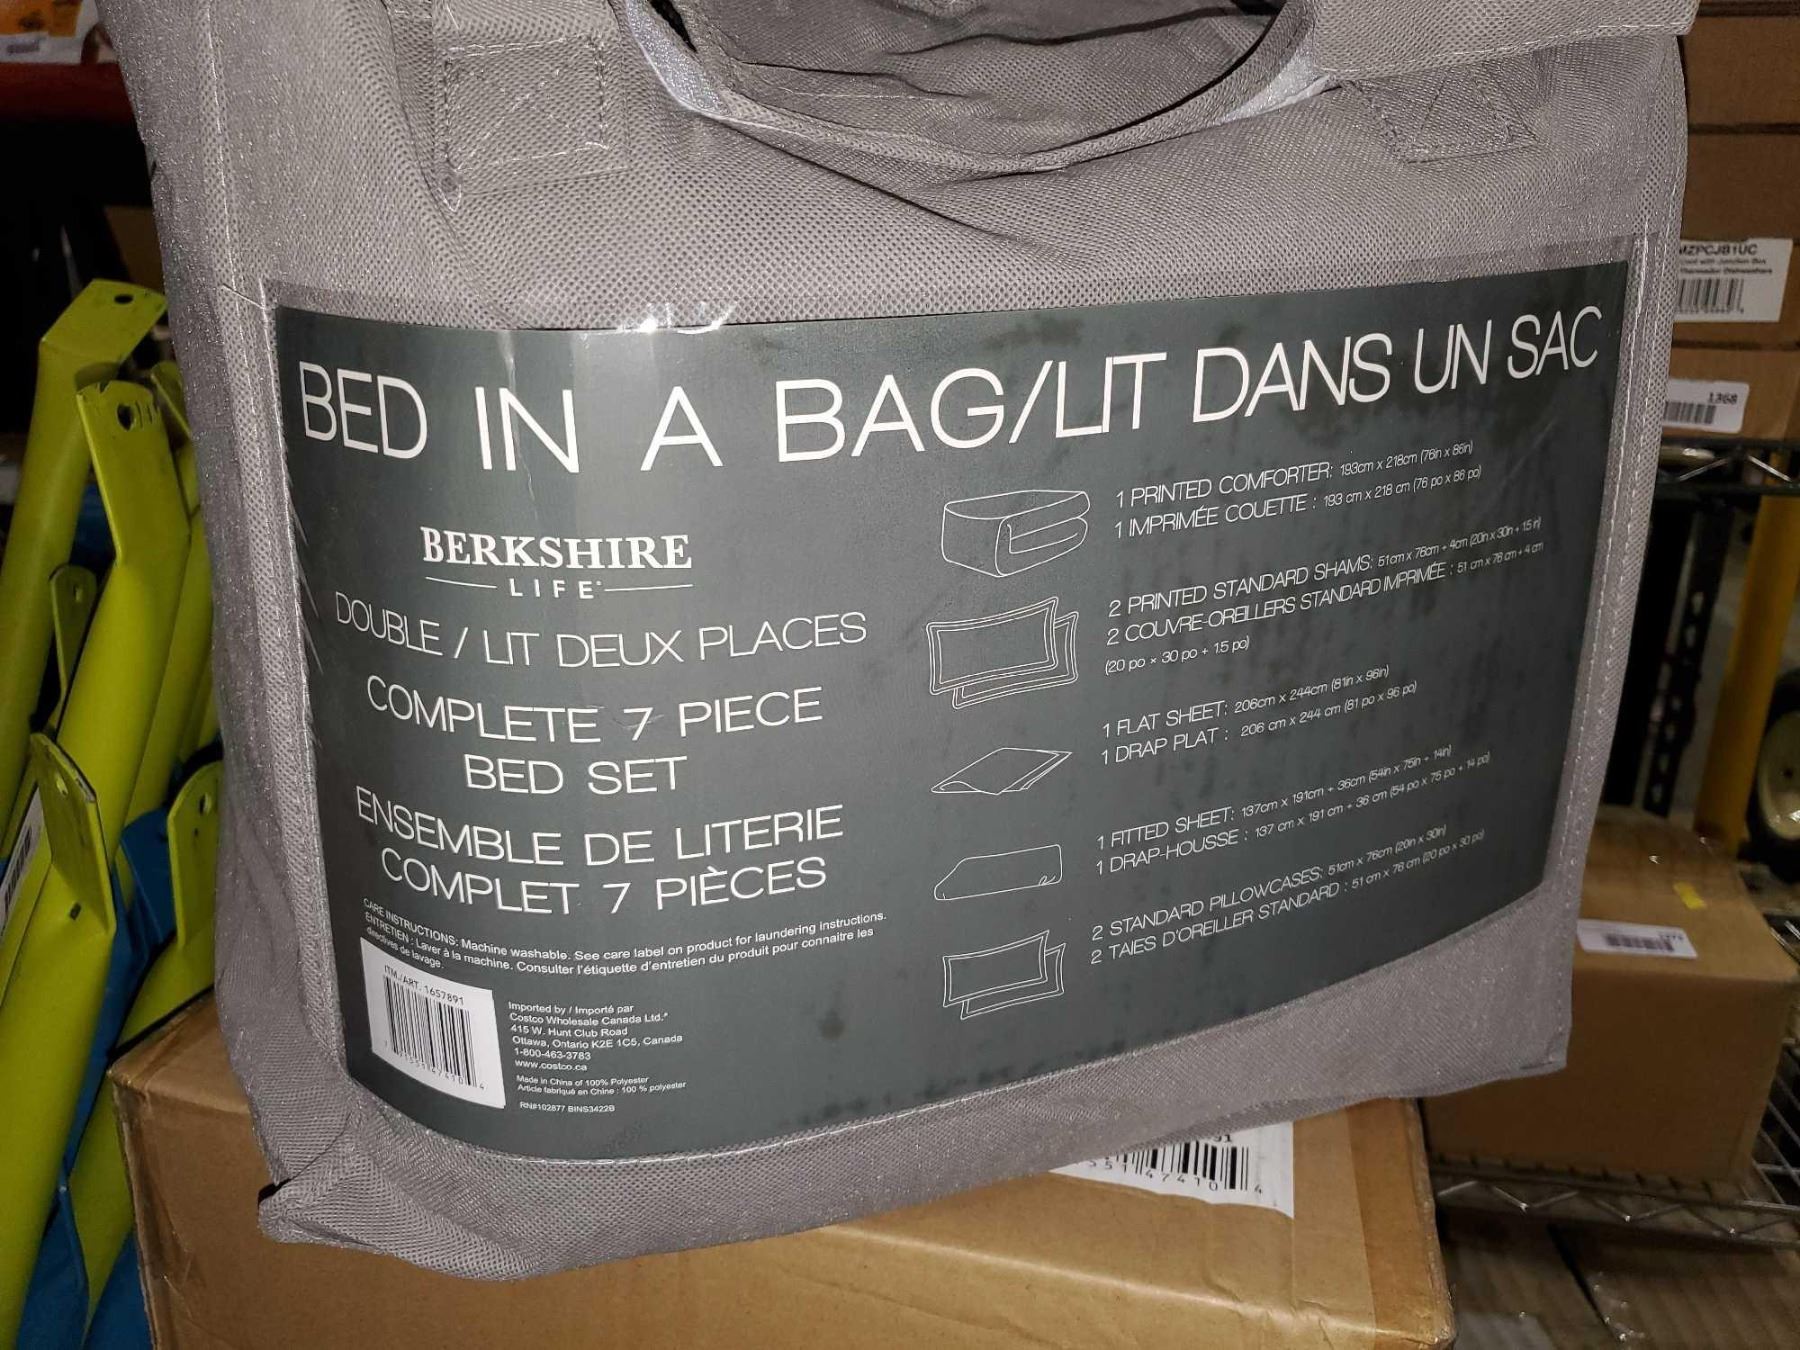 BED IN A BAG/LIT DANS UN SAC
BERKSHIRE
LIFE
DOUBLE / LIT DEUX PLACES
COMPLETE 7 PIECE
BED SET
ENSEMBLE DE LITERIE
COMPLET 7 PIÈCES
CARE INSTRUCTIONS: Machine washable. See care label on product for laundering instructions.
ENTRETIEN : Laver à la machine. Consulter l'étiquette d'entretien du produit pour connaitre les
directives de lavage.
ITM./ART. 1657891
Imported by / Importé par
Costco Wholesale Canada Ltd.*
415 W. Hunt Club Road
Ottawa, Ontario K2E 1C5, Canada
1-800-463-3783
www.costco.ca
Made in China of 100% Polyester
Article fabriqué en Chine : 100 % polyester
RN#102877 BINS3422B
1 PRINTED COMFORTER: 193cm x 218cm (76in x 86in)
1 IMPRIMÉE COUETTE : 193 cm x 218 cm (76 po x 86 po)
2 PRINTED STANDARD SHAMS: 51cm x 76cm + 4cm (20in x 30in + 1.5 in)
2 COUVRE-OREILLERS STANDARD IMPRIMÉE : 51 cm x 76 cm + 4 cm
(20 po × 30 po + 1.5 po)
1 FLAT SHEET: 206cm x 244cm (81in x 96in)
1 DRAP PLAT : 206 cm x 244 cm (81 po x 96 po)
1 FITTED SHEET: 137cm x 191cm + 36cm (54in x 75in + 14in)
1 DRAP-HOUSSE : 137 cm x 191 cm + 36 cm (54 po x 75 po + 14 po)
2 STANDARD PILLOWCASES: 51cm x 76cm (20in x 30in)
2 TAIES D'OREILLER STANDARD : 51 cm x 76 cm (20 po x 30 po)
MZPCJB1UC
1368